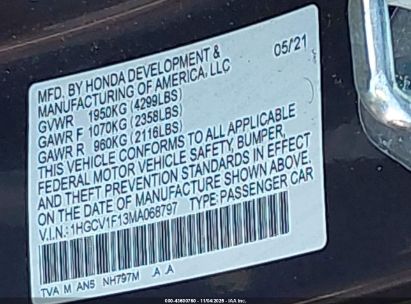 MFD. BY HONDA DEVELOPMENT & 05/21
MANUFACTURING OF AMERICA, LLC
GVWR 1950KG (4299LBS)
GAWR F 1070KG (2358LBS)
GAWR R 960KG (2116LBS)
THIS VEHICLE CONFORMS TO ALL APPLICABLE
FEDERAL MOTOR VEHICLE SAFETY, BUMPER,
AND THEFT PREVENTION STANDARDS IN EFFECT
ON THE DATE OF MANUFACTURE SHOWN ABOVE.
V.I.N.:1HGCV1F13MA068797 TYPE:PASSENGER CAR
TVA M AN5 NH797M A A